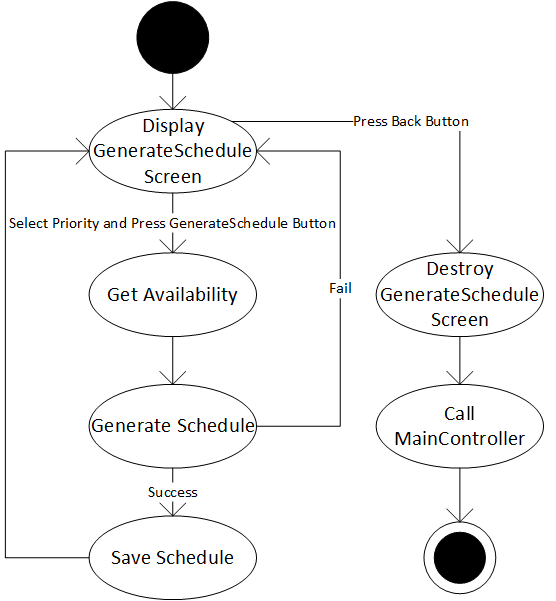 Display
GenerateSchedule
Screen
Press Back Button
Select Priority and Press GenerateSchedule Button
Get Availability
Destroy
GenerateSchedule
Screen
Fail
Generate Schedule
Call
MainController
Success
Save Schedule